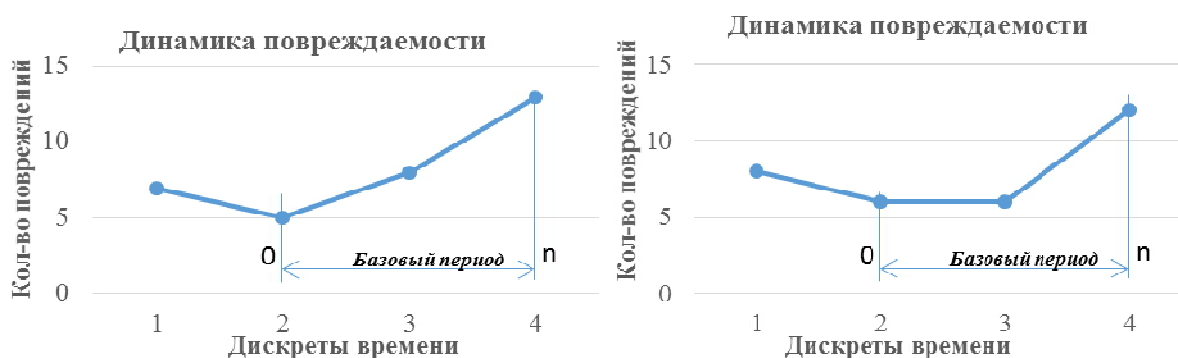 Динамика повреждаемости
Кол-во повреждений
15
10
5
0
0
Базовый период
n
1 2 3 4
Дискреты времени
Динамика повреждаемости
Кол-во повреждений
15
10
5
0
0
Базовый период
n
1 2 3 4
Дискреты времени